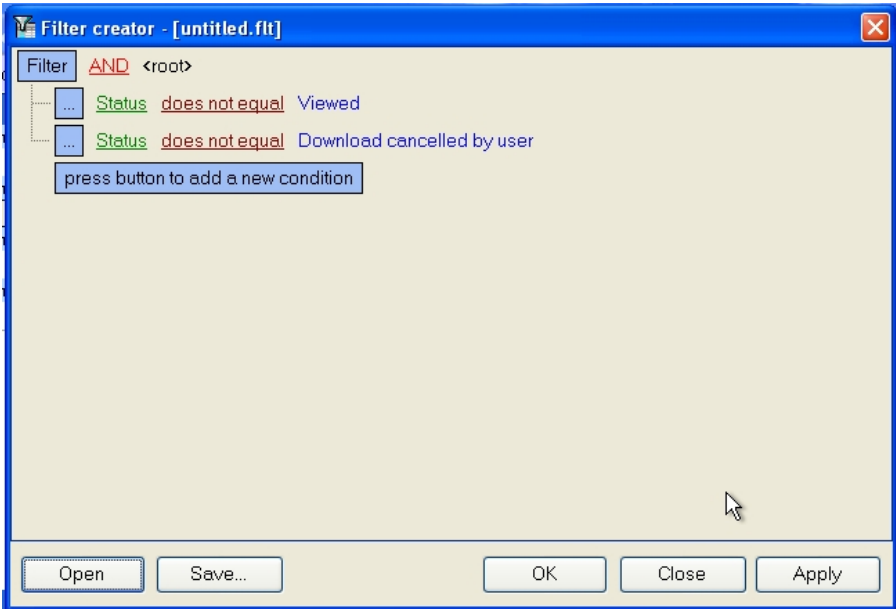 Filter creator - [untitled.flt]
Filter AND <root>
... Status does not equal Viewed
... Status does not equal Download cancelled by user
press button to add a new condition
Open Save... OK Close Apply